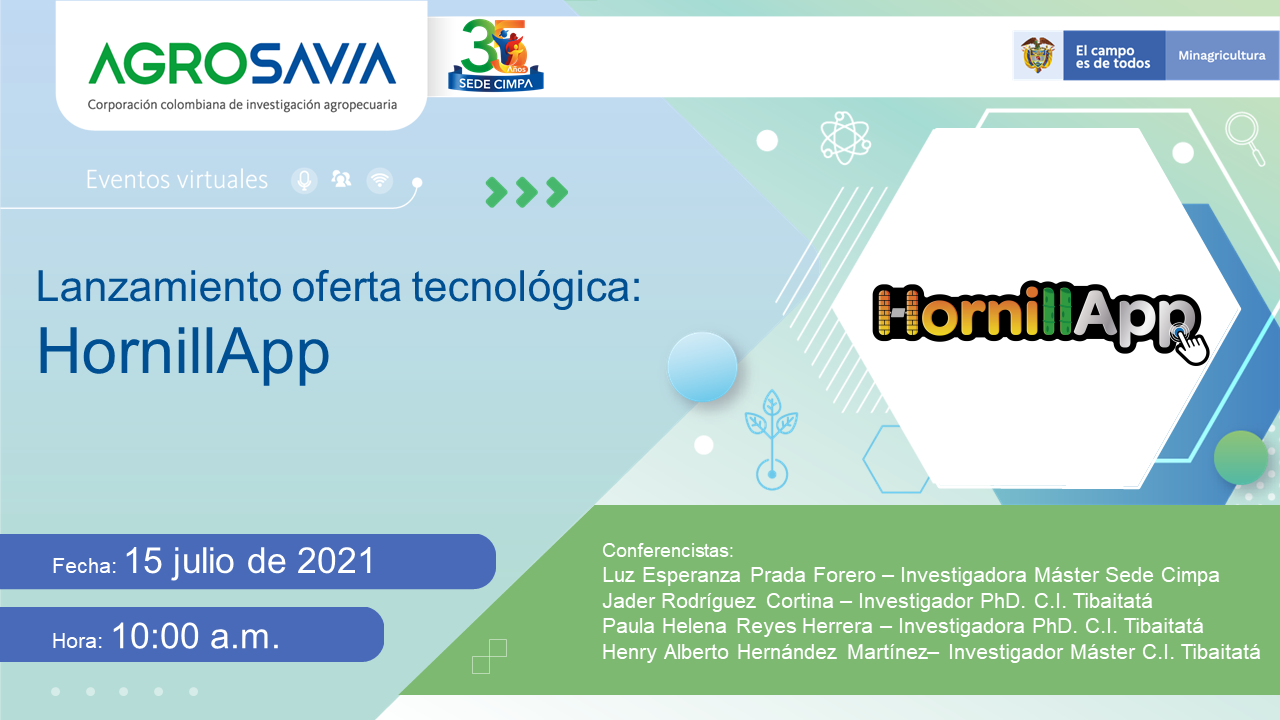 AGROSAVIA
Corporación colombiana de investigación agropecuaria
35
Años
SEDE CIMPA
El campo
es de todos
Minagricultura
Eventos virtuales
Lanzamiento oferta tecnológica:
HornillApp
HornillApp
Fecha: 15 julio de 2021
Hora: 10:00 a.m.
Conferencistas:
Luz Esperanza Prada Forero – Investigadora Máster Sede Cimpa
Jader Rodríguez Cortina – Investigador PhD. C.I. Tibaitatá
Paula Helena Reyes Herrera – Investigadora PhD. C.I. Tibaitatá
Henry Alberto Hernández Martínez– Investigador Máster C.I. Tibaitatá